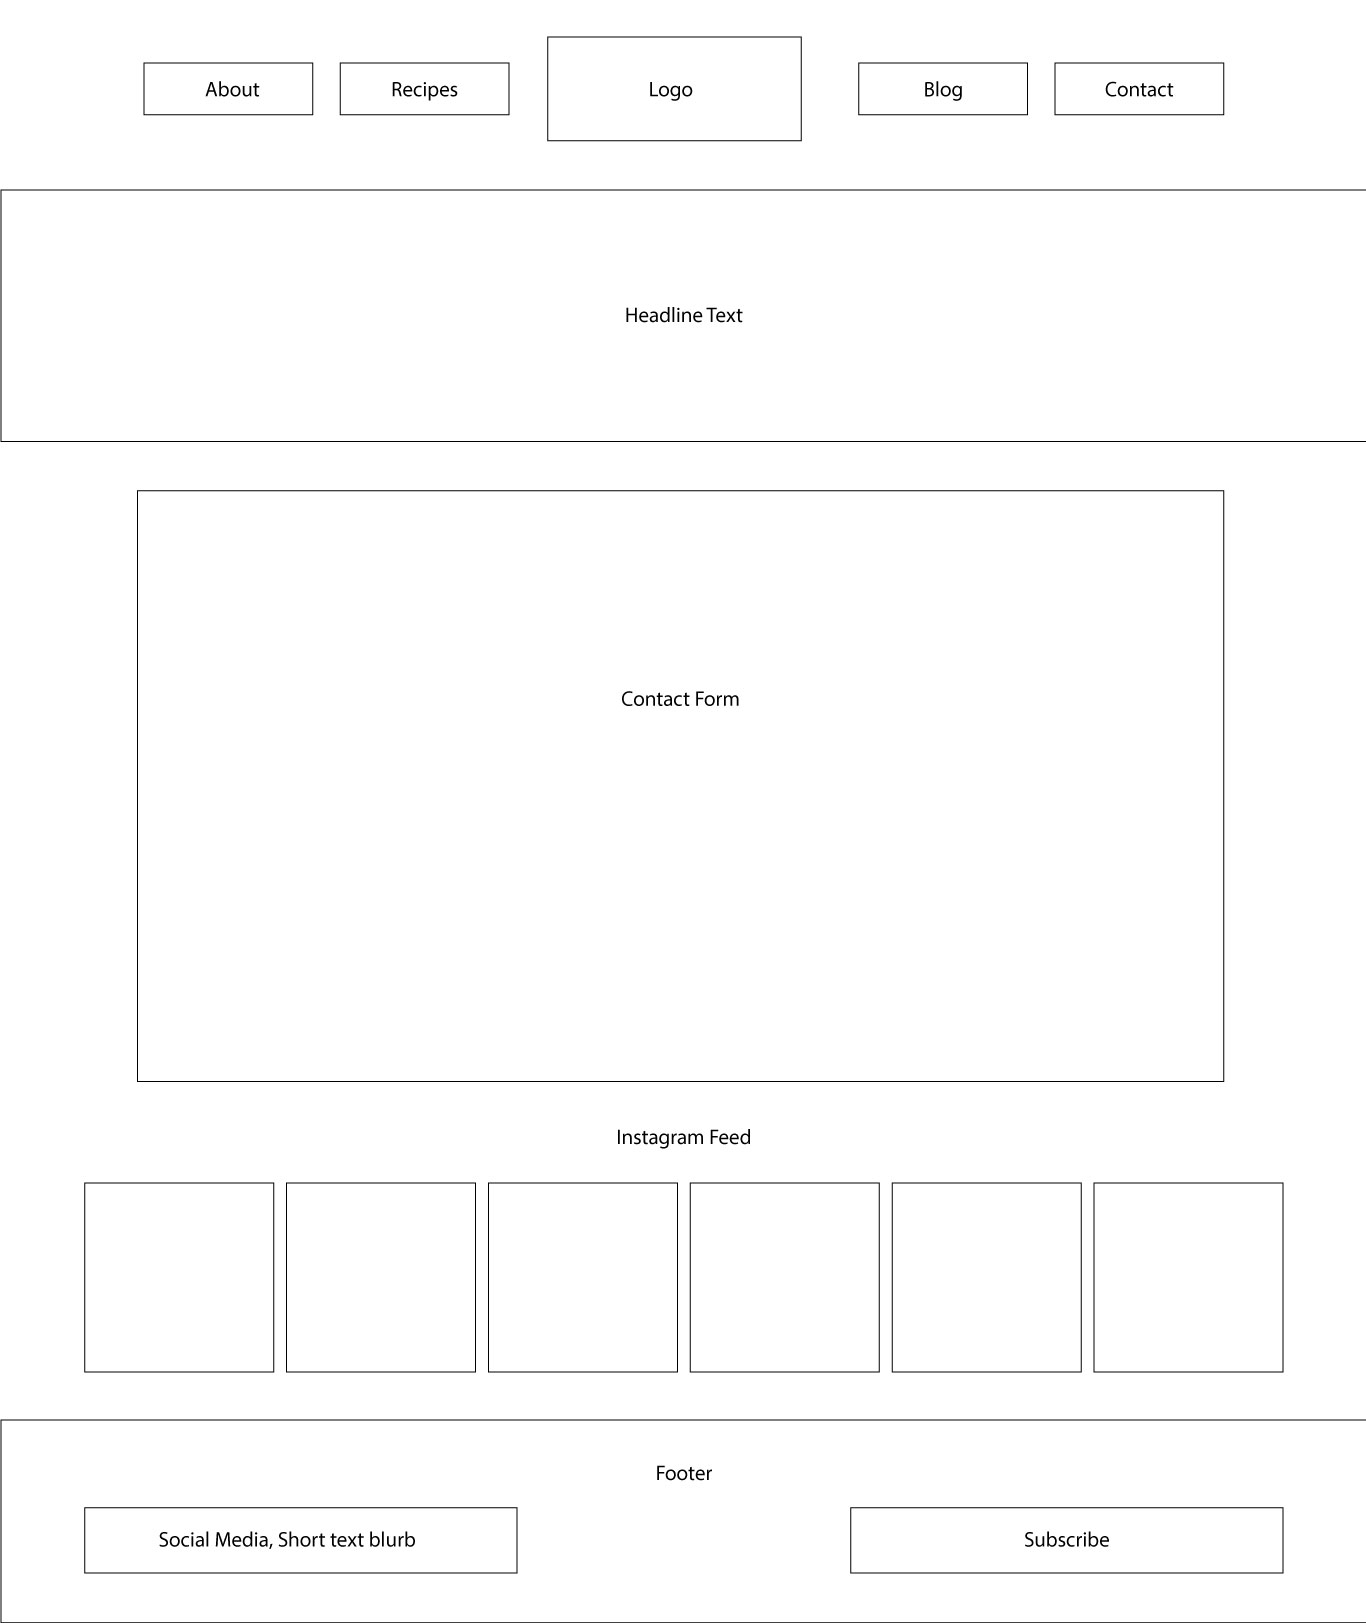 About
Recipes
Logo
Blog
Contact
Headline Text
Contact Form
Instagram Feed
Footer
Social Media, Short text blurb
Subscribe